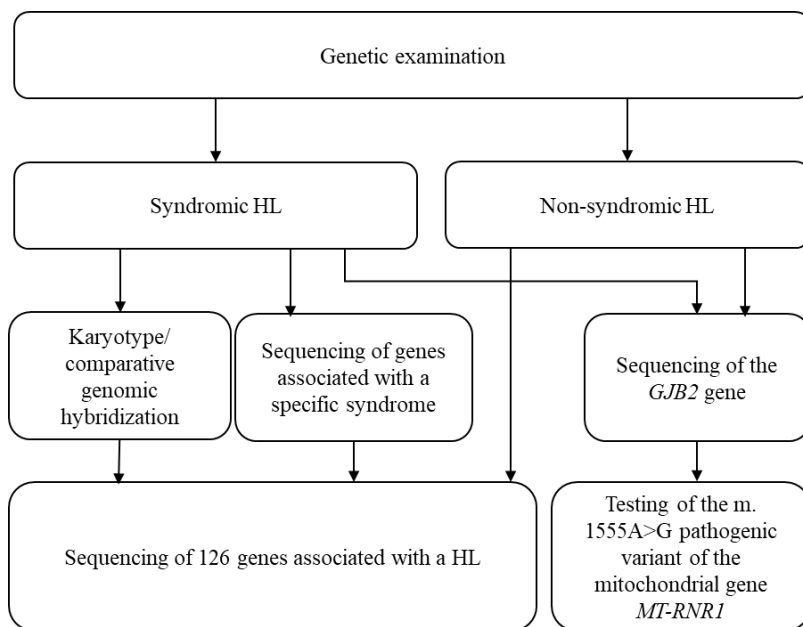 Genetic examination
Syndromic HL
Non-syndromic HL
Karyotype/
comparative
genomic
hybridization
Sequencing of genes
associated with a
specific syndrome
Sequencing of the
GJB2 gene
Sequencing of 126 genes associated with a HL
Testing of the m.
1555A>G pathogenic
variant of the
mitochondrial gene
MT-RNR1